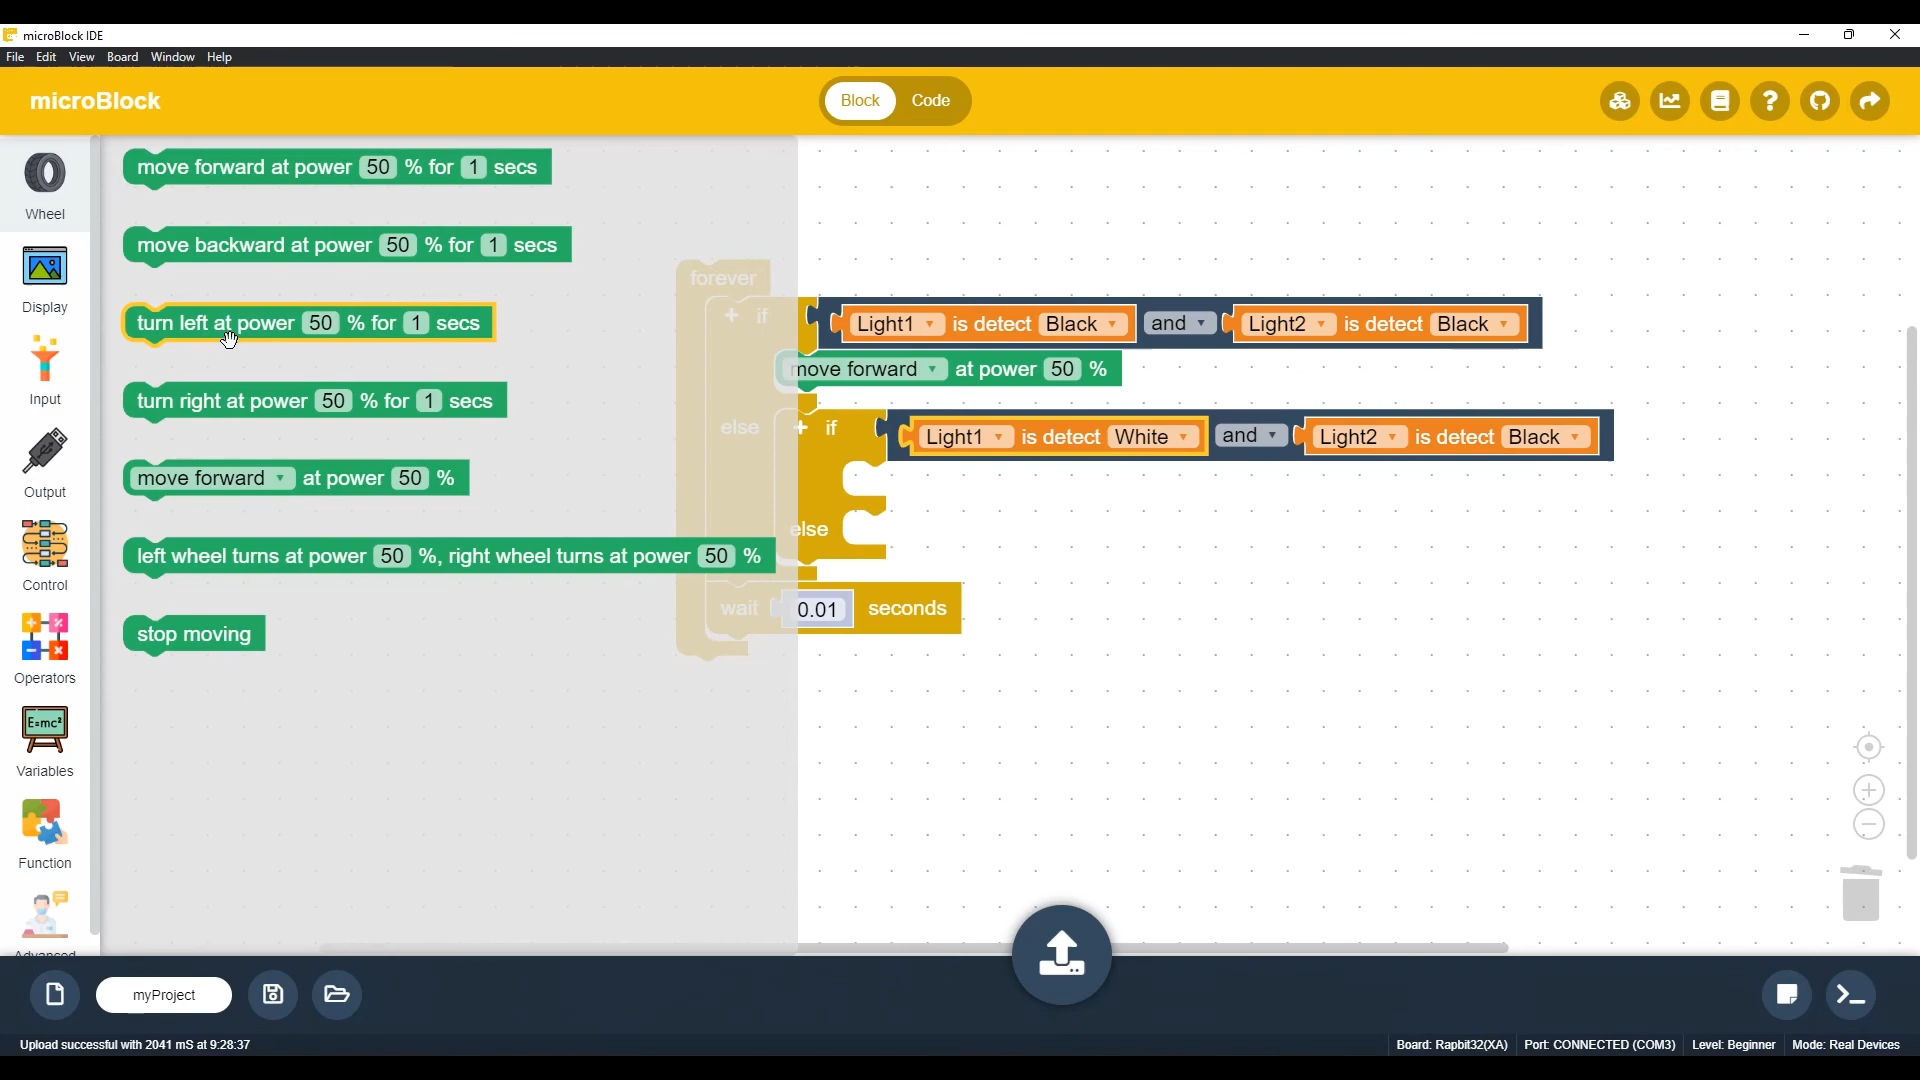 microBlock IDE
File Edit View Board Window Help
microBlock
Block Code
Wheel
Display
Input
Output
Control
Operators
E=mc²
Variables
Function
Advanced
move forward at power 50 % for 1 secs
move backward at power 50 % for 1 secs
turn left at power 50 % for 1 secs
turn right at power 50 % for 1 secs
move forward at power 50 %
left wheel turns at power 50 %, right wheel turns at power 50 %
stop moving
forever
if Light1 is detect Black and Light2 is detect Black
move forward at power 50 %
else if Light1 is detect White and Light2 is detect Black
else
wait 0.01 seconds
myProject
Upload successful with 2041 mS at 9:28:37
Board: Rapbit32(XA) Port: CONNECTED (COM3) Level: Beginner Mode: Real Devices